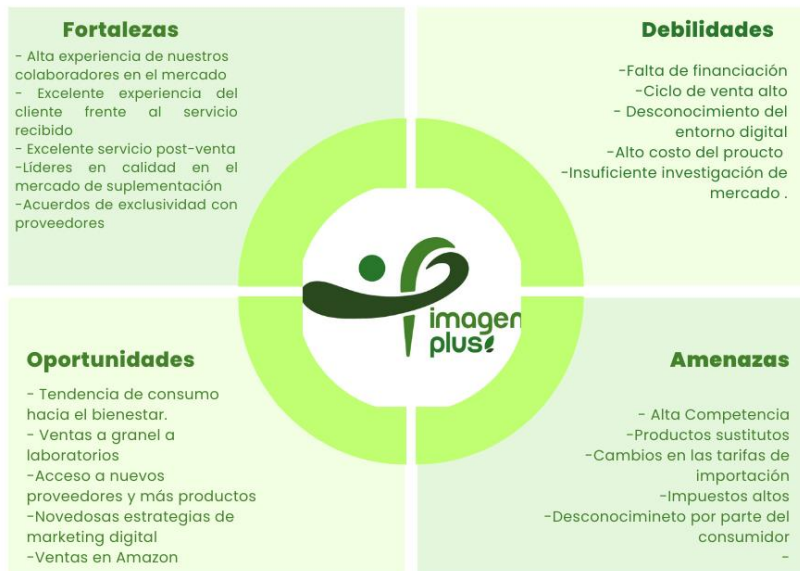 Fortalezas
- Alta experiencia de nuestros
colaboradores en el mercado
- Excelente experiencia del
cliente frente al servicio
recibido
- Excelente servicio post-venta
-Líderes en calidad en el
mercado de suplementación
-Acuerdos de exclusividad con
proveedores
Debilidades
-Falta de financiación
-Ciclo de venta alto
- Desconocimiento del
entorno digital
-Alto costo del proucto
-Insuficiente investigación de
mercado .
imagen
plus
Oportunidades
- Tendencia de consumo
hacia el bienestar.
- Ventas a granel a
laboratorios
-Acceso a nuevos
proveedores y más productos
-Novedosas estrategias de
marketing digital
-Ventas en Amazon
Amenazas
- Alta Competencia
-Productos sustitutos
-Cambios en las tarifas de
importación
-Impuestos altos
-Desconocimineto por parte del
consumidor
-